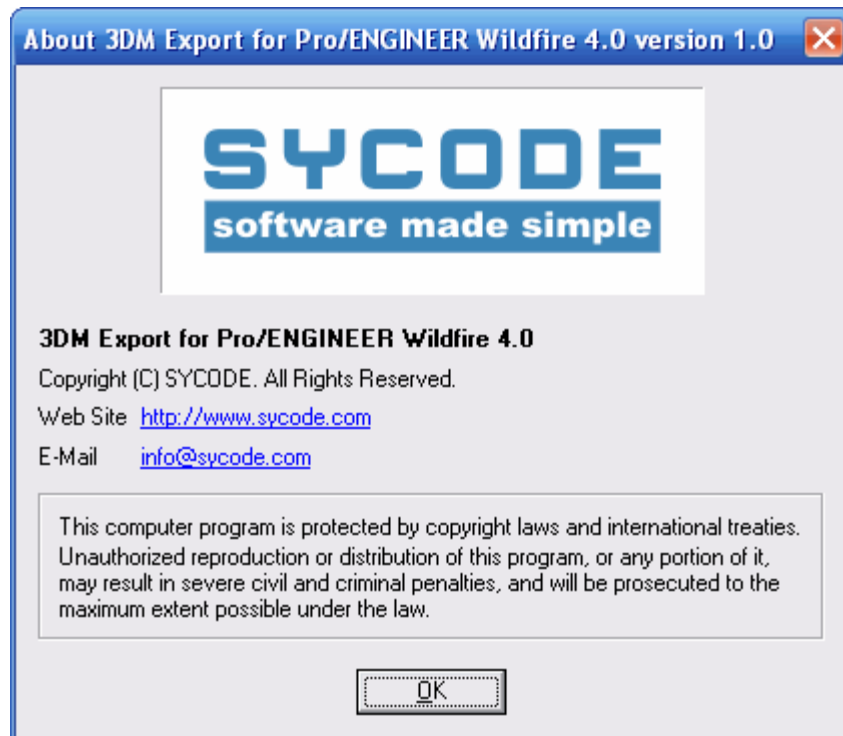 About 3DM Export for Pro/ENGINEER Wildfire 4.0 version 1.0
SYCODE
software made simple
3DM Export for Pro/ENGINEER Wildfire 4.0
Copyright (C) SYCODE. All Rights Reserved.
Web Site http://www.sycode.com
E-Mail info@sycode.com
This computer program is protected by copyright laws and international treaties.
Unauthorized reproduction or distribution of this program, or any portion of it,
may result in severe civil and criminal penalties, and will be prosecuted to the
maximum extent possible under the law.
OK